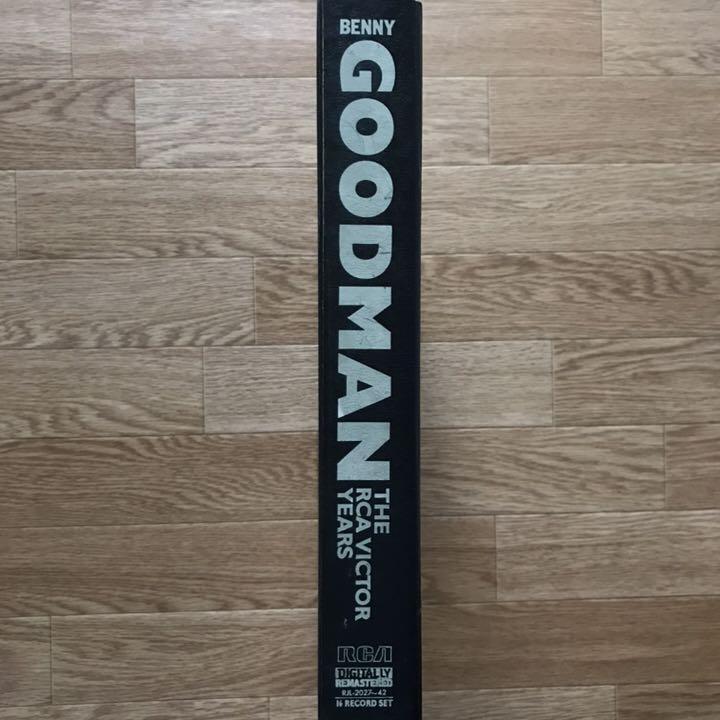 BENNY
GOODMAN
THE
RCA VICTOR
YEARS
RCA
DIGITALLY
REMASTERED
RJL-2027~42
16 RECORD SET